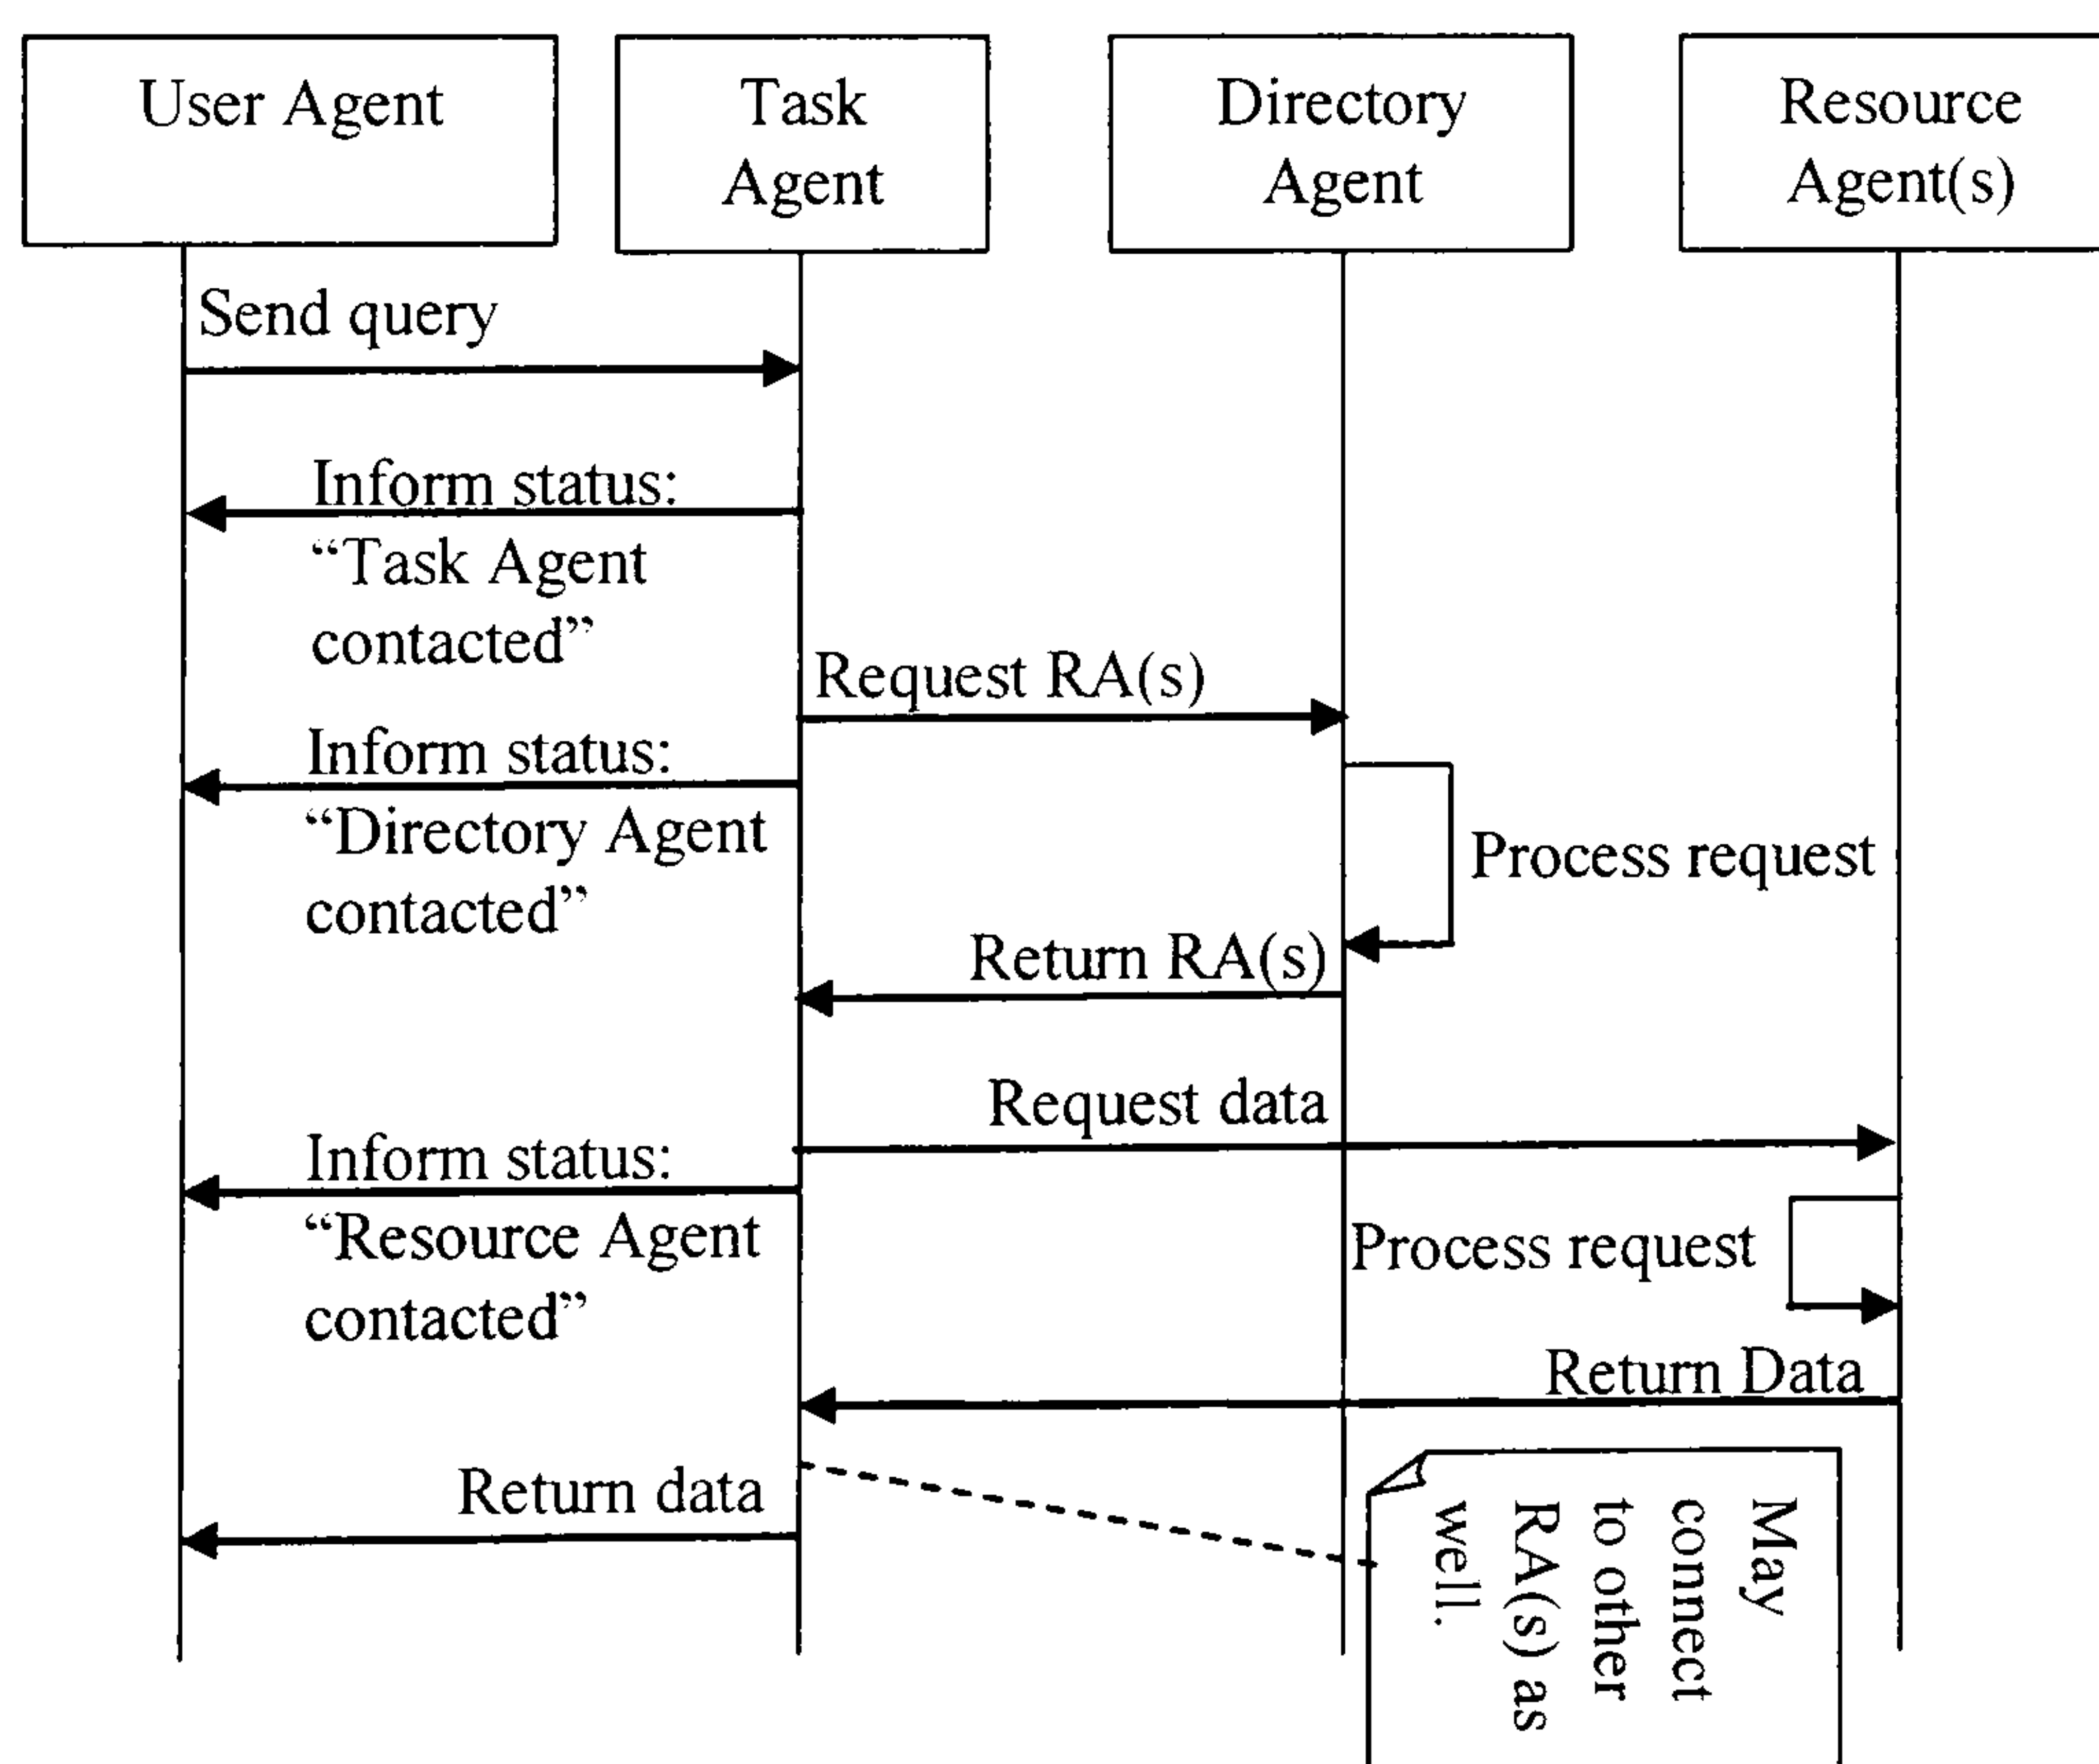 User Agent
Task
Agent
Directory
Agent
Resource
Agent(s)
Send query
Inform status:
“Task Agent
contacted”
Request RA(s)
Inform status:
“Directory Agent
contacted”
Process request
Return RA(s)
Request data
Inform status:
“Resource Agent
contacted”
Process request
Return Data
Return data
May
connect
to other
RA(s) as
well.